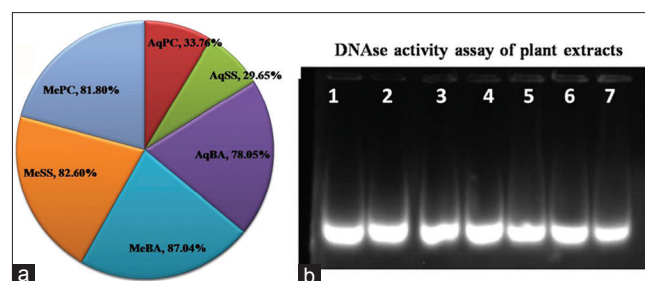 AqPC, 33.76%
AqSS, 29.65%
AqBA, 78.05%
MeBA, 87.04%
MeSS, 82.60%
MePC, 81.80%
a
DNAse activity assay of plant extracts
1 2 3 4 5 6 7
b